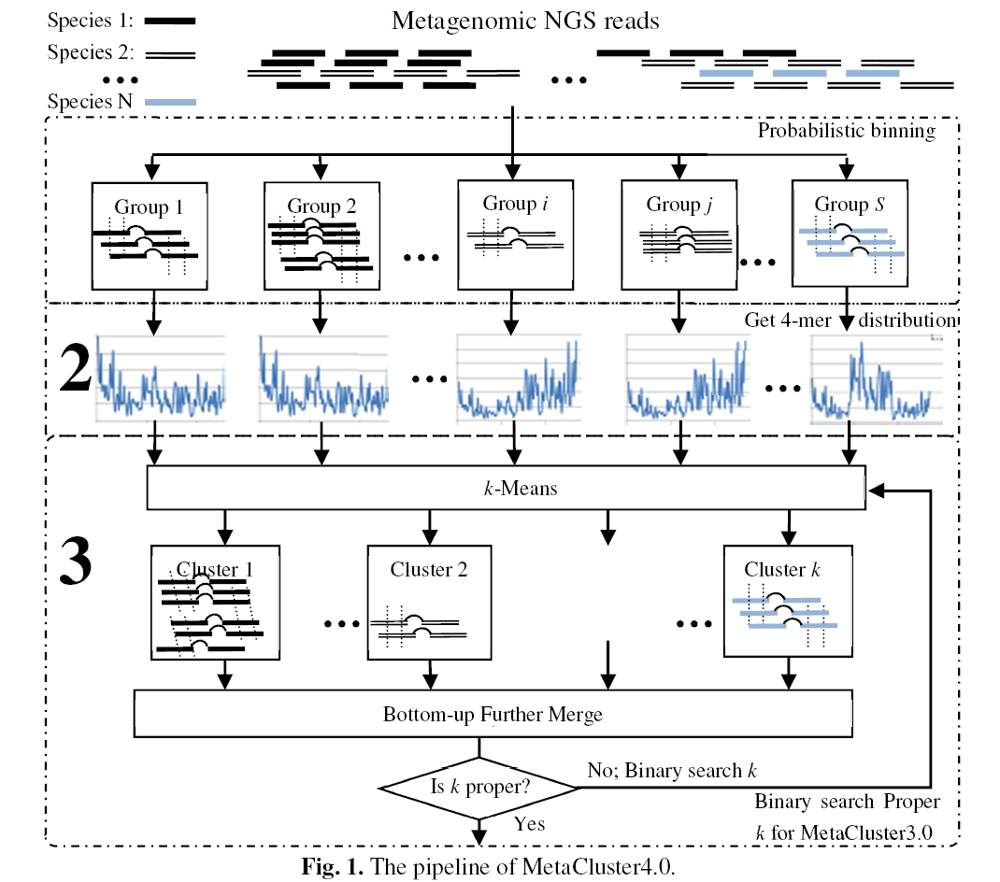 Species 1:
Metagenomic NGS reads
Species 2:
...
...
Species N
Probabilistic binning
Group 1
Group 2
...
Group i
Group j
...
Group S
Get 4-mer distribution
2
...
...
k-Means
3
Cluster 1
...
Cluster 2
...
Cluster k
Bottom-up Further Merge
Is k proper?
No; Binary search k
Yes
Binary search Proper
k for MetaCluster3.0
Fig. 1. The pipeline of MetaCluster4.0.